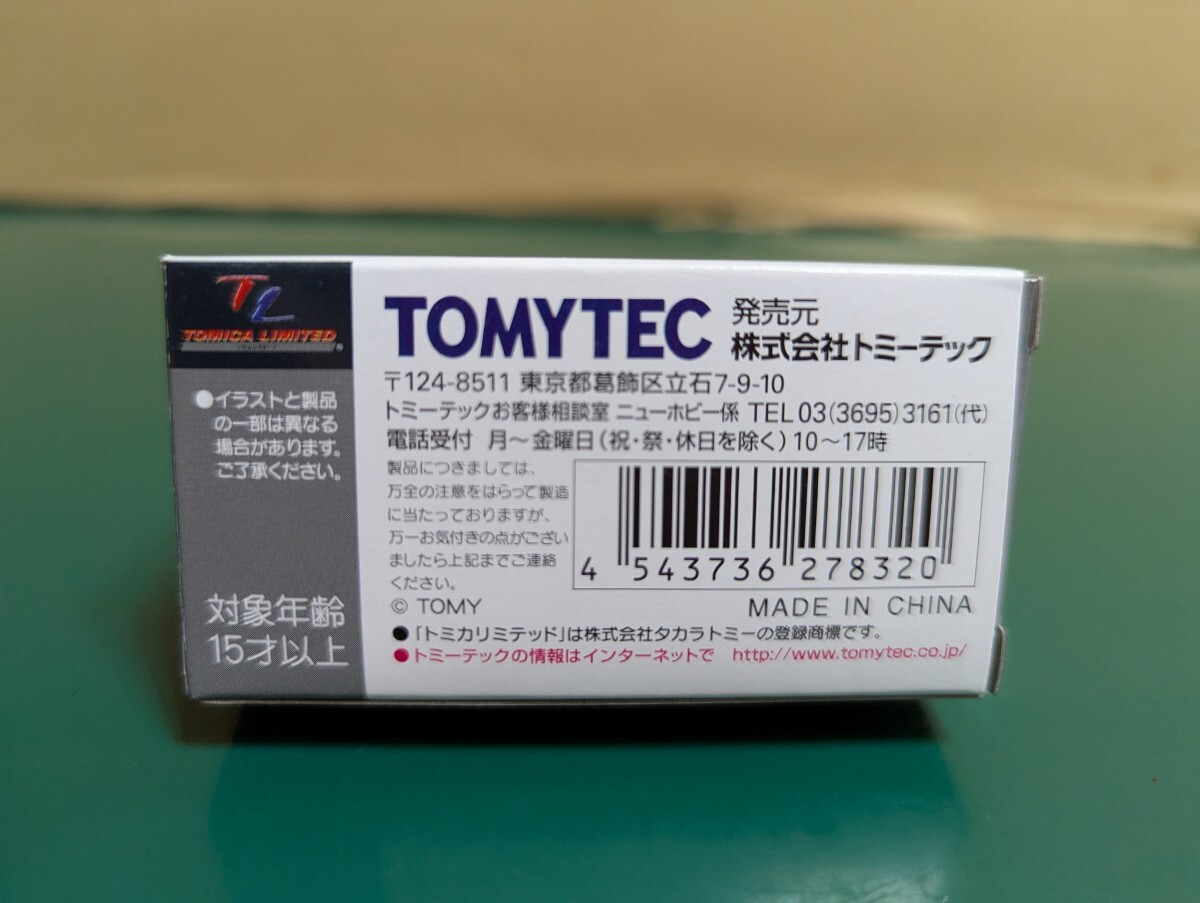 TL
TOMICA LIMITED
●イラストと製品
の一部は異なる
場合があります。
ご了承ください。
対象年齢
15才以上
TOMYTEC 発売元
株式会社トミーテック
〒124-8511 東京都葛飾区立石7-9-10
トミーテックお客様相談室 ニューホビー係 TEL 03(3695)3161(代)
電話受付 月～金曜日(祝・祭・休日を除く)10～17時
製品につきましては、
万全の注意をはらって製造
に当たっておりますが、
万一お気付きの点がござい
ましたら上記までご連絡
ください。
4 543736 278320
© TOMY MADE IN CHINA
●「トミカリミテッド」は株式会社タカラトミーの登録商標です。
●トミーテックの情報はインターネットで http://www.tomytec.co.jp/